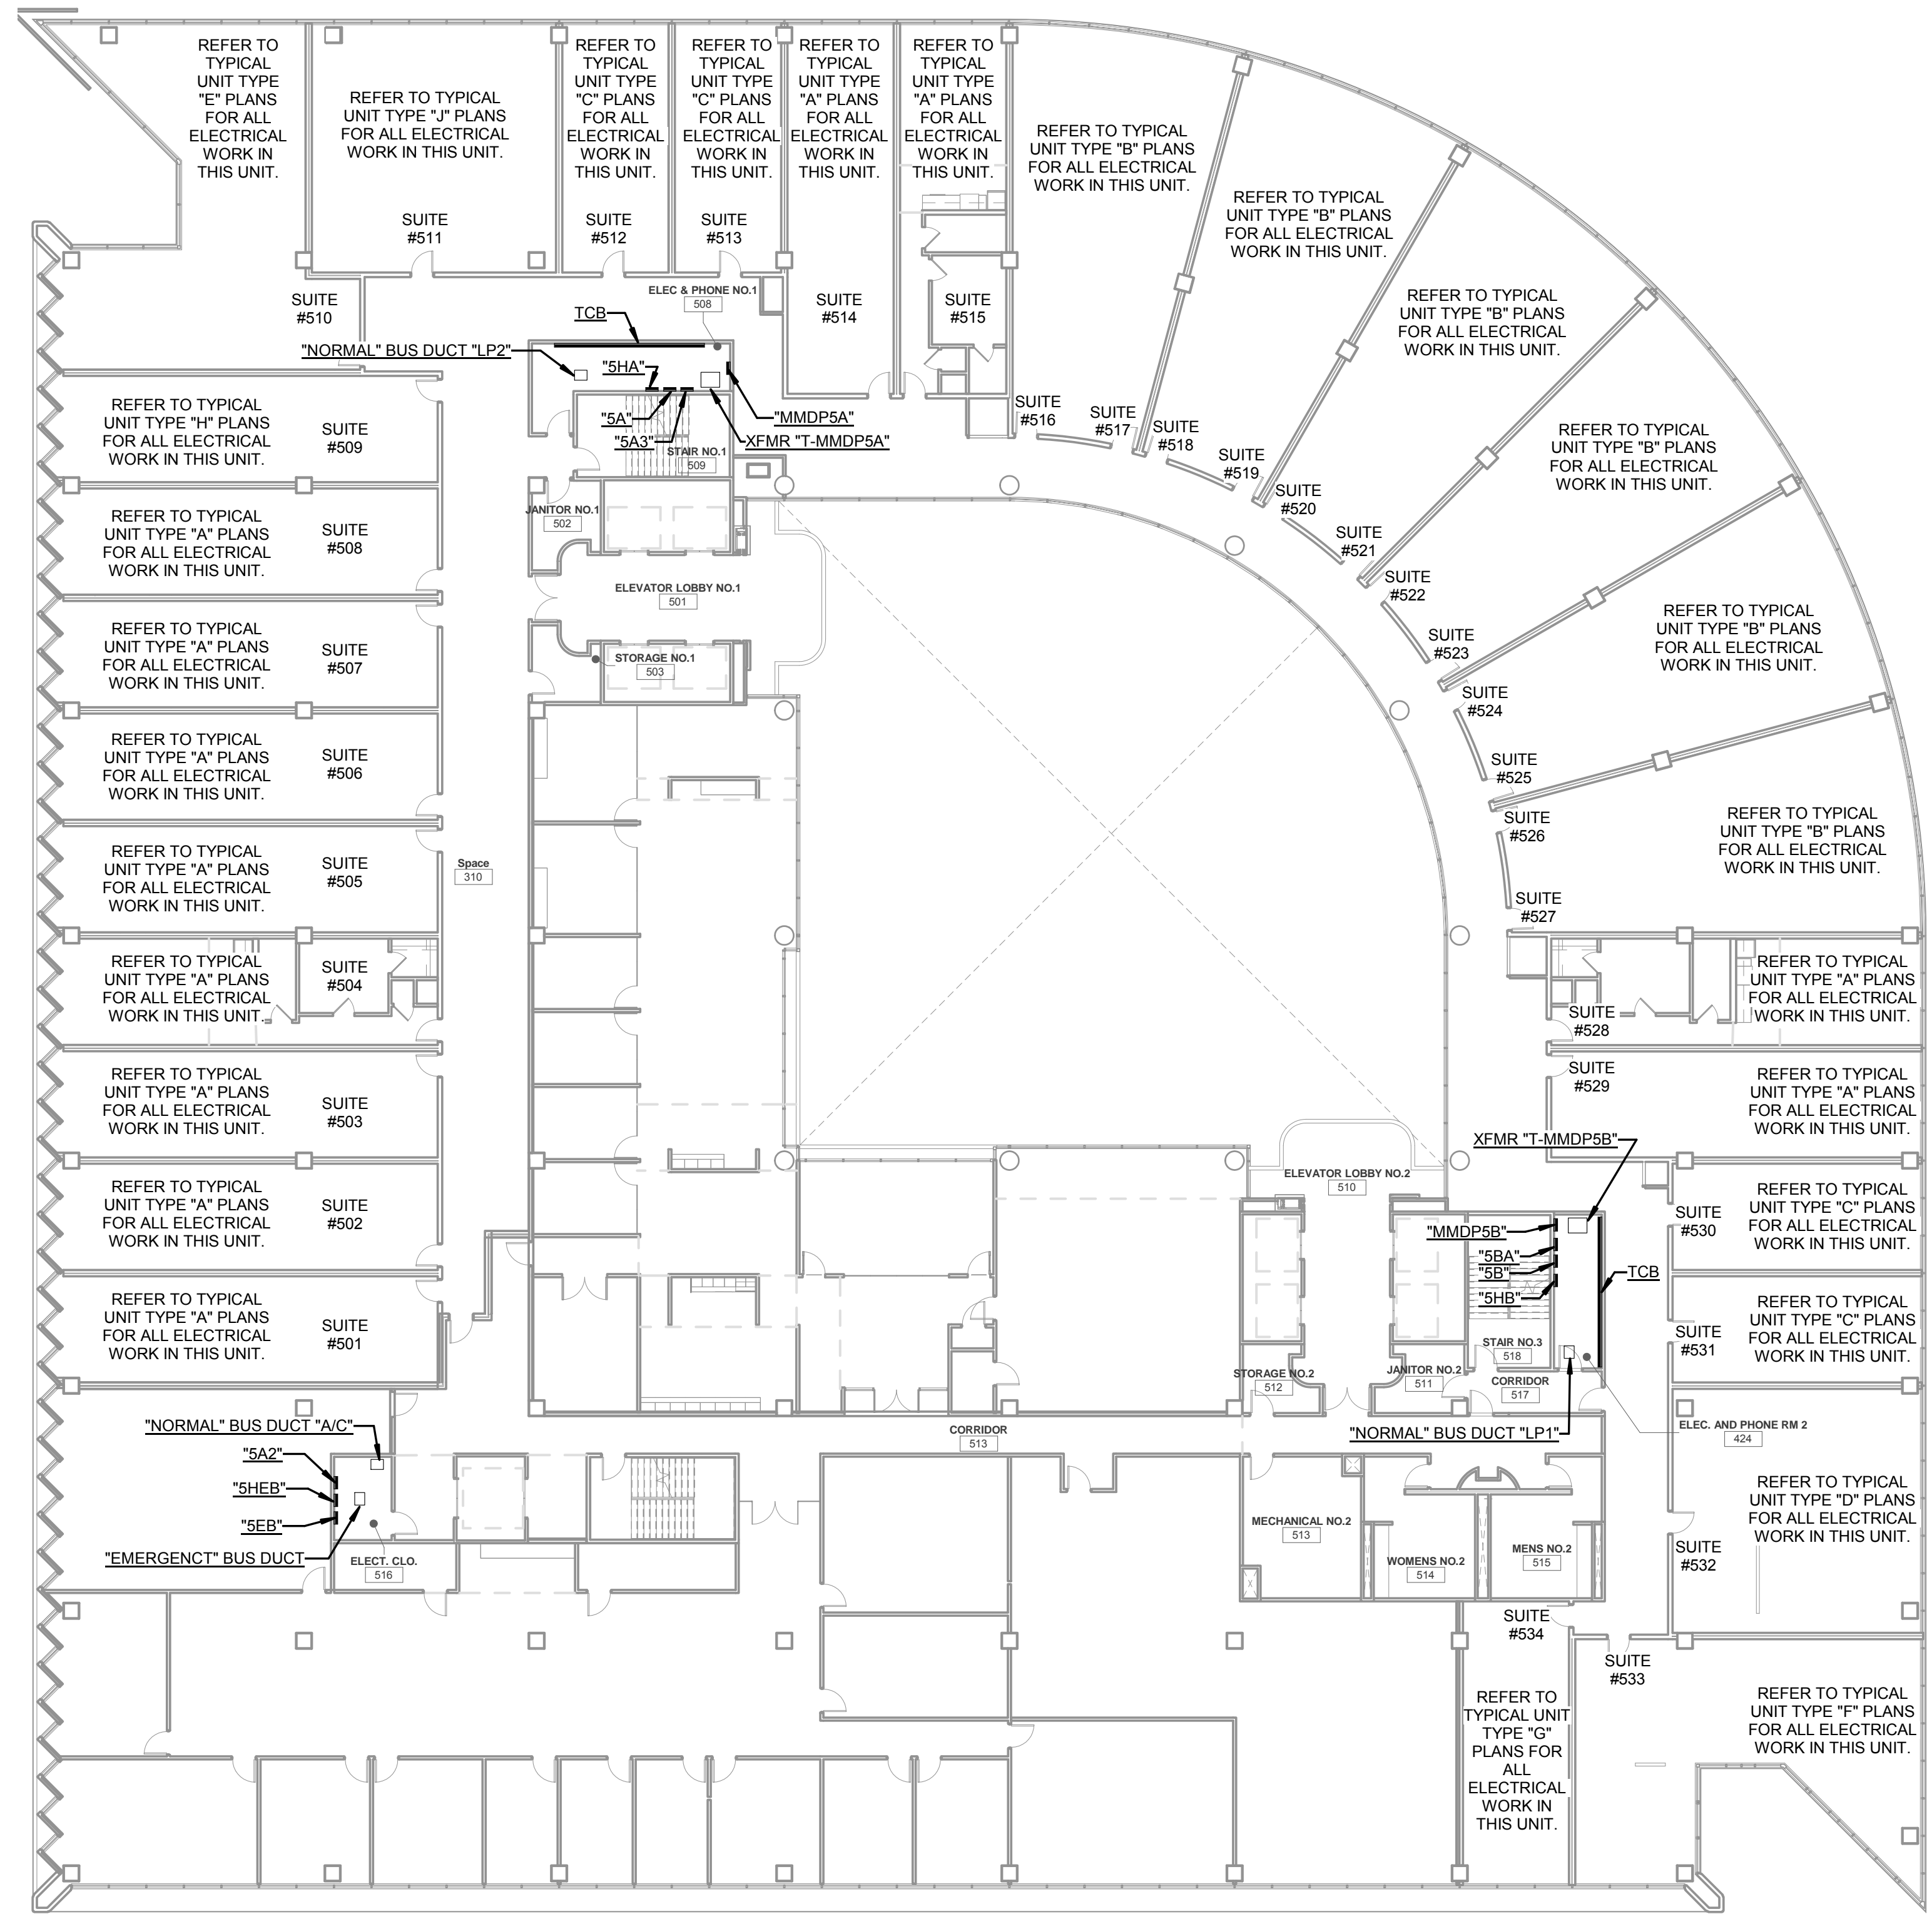 REFER TO
TYPICAL
UNIT TYPE
"E" PLANS
FOR ALL
ELECTRICAL
WORK IN
THIS UNIT.
REFER TO TYPICAL
UNIT TYPE "J" PLANS
FOR ALL ELECTRICAL
WORK IN THIS UNIT.
REFER TO
TYPICAL
UNIT TYPE
"C" PLANS
FOR ALL
ELECTRICAL
WORK IN
THIS UNIT.
REFER TO
TYPICAL
UNIT TYPE
"C" PLANS
FOR ALL
ELECTRICAL
WORK IN
THIS UNIT.
REFER TO
TYPICAL
UNIT TYPE
"A" PLANS
FOR ALL
ELECTRICAL
WORK IN
THIS UNIT.
REFER TO
TYPICAL
UNIT TYPE
"A" PLANS
FOR ALL
ELECTRICAL
WORK IN
THIS UNIT.
REFER TO TYPICAL
UNIT TYPE "B" PLANS
FOR ALL ELECTRICAL
WORK IN THIS UNIT.
REFER TO TYPICAL
UNIT TYPE "B" PLANS
FOR ALL ELECTRICAL
WORK IN THIS UNIT.
REFER TO TYPICAL
UNIT TYPE "B" PLANS
FOR ALL ELECTRICAL
WORK IN THIS UNIT.
REFER TO TYPICAL
UNIT TYPE "B" PLANS
FOR ALL ELECTRICAL
WORK IN THIS UNIT.
REFER TO TYPICAL
UNIT TYPE "B" PLANS
FOR ALL ELECTRICAL
WORK IN THIS UNIT.
REFER TO TYPICAL
UNIT TYPE "B" PLANS
FOR ALL ELECTRICAL
WORK IN THIS UNIT.
SUITE
#511
SUITE
#512
SUITE
#513
SUITE
#510
SUITE
#514
SUITE
#515
ELEC & PHONE NO.1
508
TCB
"NORMAL" BUS DUCT "LP2"
"5HA"
"5A"
"5A3"
"MMDP5A"
XFMR "T-MMDP5A"
STAIR NO.1
509
JANITOR NO.1
502
ELEVATOR LOBBY NO.1
501
STORAGE NO.1
503
SUITE
#516
SUITE
#517
SUITE
#518
SUITE
#519
SUITE
#520
SUITE
#521
SUITE
#522
SUITE
#523
SUITE
#524
SUITE
#525
SUITE
#526
SUITE
#527
REFER TO TYPICAL
UNIT TYPE "H" PLANS
FOR ALL ELECTRICAL
WORK IN THIS UNIT.
SUITE
#509
REFER TO TYPICAL
UNIT TYPE "A" PLANS
FOR ALL ELECTRICAL
WORK IN THIS UNIT.
SUITE
#508
REFER TO TYPICAL
UNIT TYPE "A" PLANS
FOR ALL ELECTRICAL
WORK IN THIS UNIT.
SUITE
#507
REFER TO TYPICAL
UNIT TYPE "A" PLANS
FOR ALL ELECTRICAL
WORK IN THIS UNIT.
SUITE
#506
REFER TO TYPICAL
UNIT TYPE "A" PLANS
FOR ALL ELECTRICAL
WORK IN THIS UNIT.
SUITE
#505
Space
310
REFER TO TYPICAL
UNIT TYPE "A" PLANS
FOR ALL ELECTRICAL
WORK IN THIS UNIT.
SUITE
#504
REFER TO TYPICAL
UNIT TYPE "A" PLANS
FOR ALL ELECTRICAL
WORK IN THIS UNIT.
SUITE
#503
REFER TO TYPICAL
UNIT TYPE "A" PLANS
FOR ALL ELECTRICAL
WORK IN THIS UNIT.
SUITE
#502
REFER TO TYPICAL
UNIT TYPE "A" PLANS
FOR ALL ELECTRICAL
WORK IN THIS UNIT.
SUITE
#501
REFER TO TYPICAL
UNIT TYPE "A" PLANS
FOR ALL ELECTRICAL
WORK IN THIS UNIT.
SUITE
#528
SUITE
#529
REFER TO TYPICAL
UNIT TYPE "A" PLANS
FOR ALL ELECTRICAL
WORK IN THIS UNIT.
XFMR "T-MMDP5B"
ELEVATOR LOBBY NO.2
510
"MMDP5B"
"5BA"
"5B"
"5HB"
TCB
SUITE
#530
REFER TO TYPICAL
UNIT TYPE "C" PLANS
FOR ALL ELECTRICAL
WORK IN THIS UNIT.
SUITE
#531
REFER TO TYPICAL
UNIT TYPE "C" PLANS
FOR ALL ELECTRICAL
WORK IN THIS UNIT.
STAIR NO.3
518
STORAGE NO.2
512
JANITOR NO.2
511
CORRIDOR
517
"NORMAL" BUS DUCT "LP1"
ELEC. AND PHONE RM 2
424
CORRIDOR
513
"NORMAL" BUS DUCT "A/C"
"5A2"
"5HEB"
"5EB"
"EMERGENCT" BUS DUCT
ELECT. CLO.
516
MECHANICAL NO.2
513
WOMENS NO.2
514
MENS NO.2
515
REFER TO TYPICAL
UNIT TYPE "D" PLANS
FOR ALL ELECTRICAL
WORK IN THIS UNIT.
SUITE
#532
SUITE
#534
SUITE
#533
REFER TO
TYPICAL UNIT
TYPE "G"
PLANS FOR
ALL
ELECTRICAL
WORK IN
THIS UNIT.
REFER TO TYPICAL
UNIT TYPE "F" PLANS
FOR ALL ELECTRICAL
WORK IN THIS UNIT.